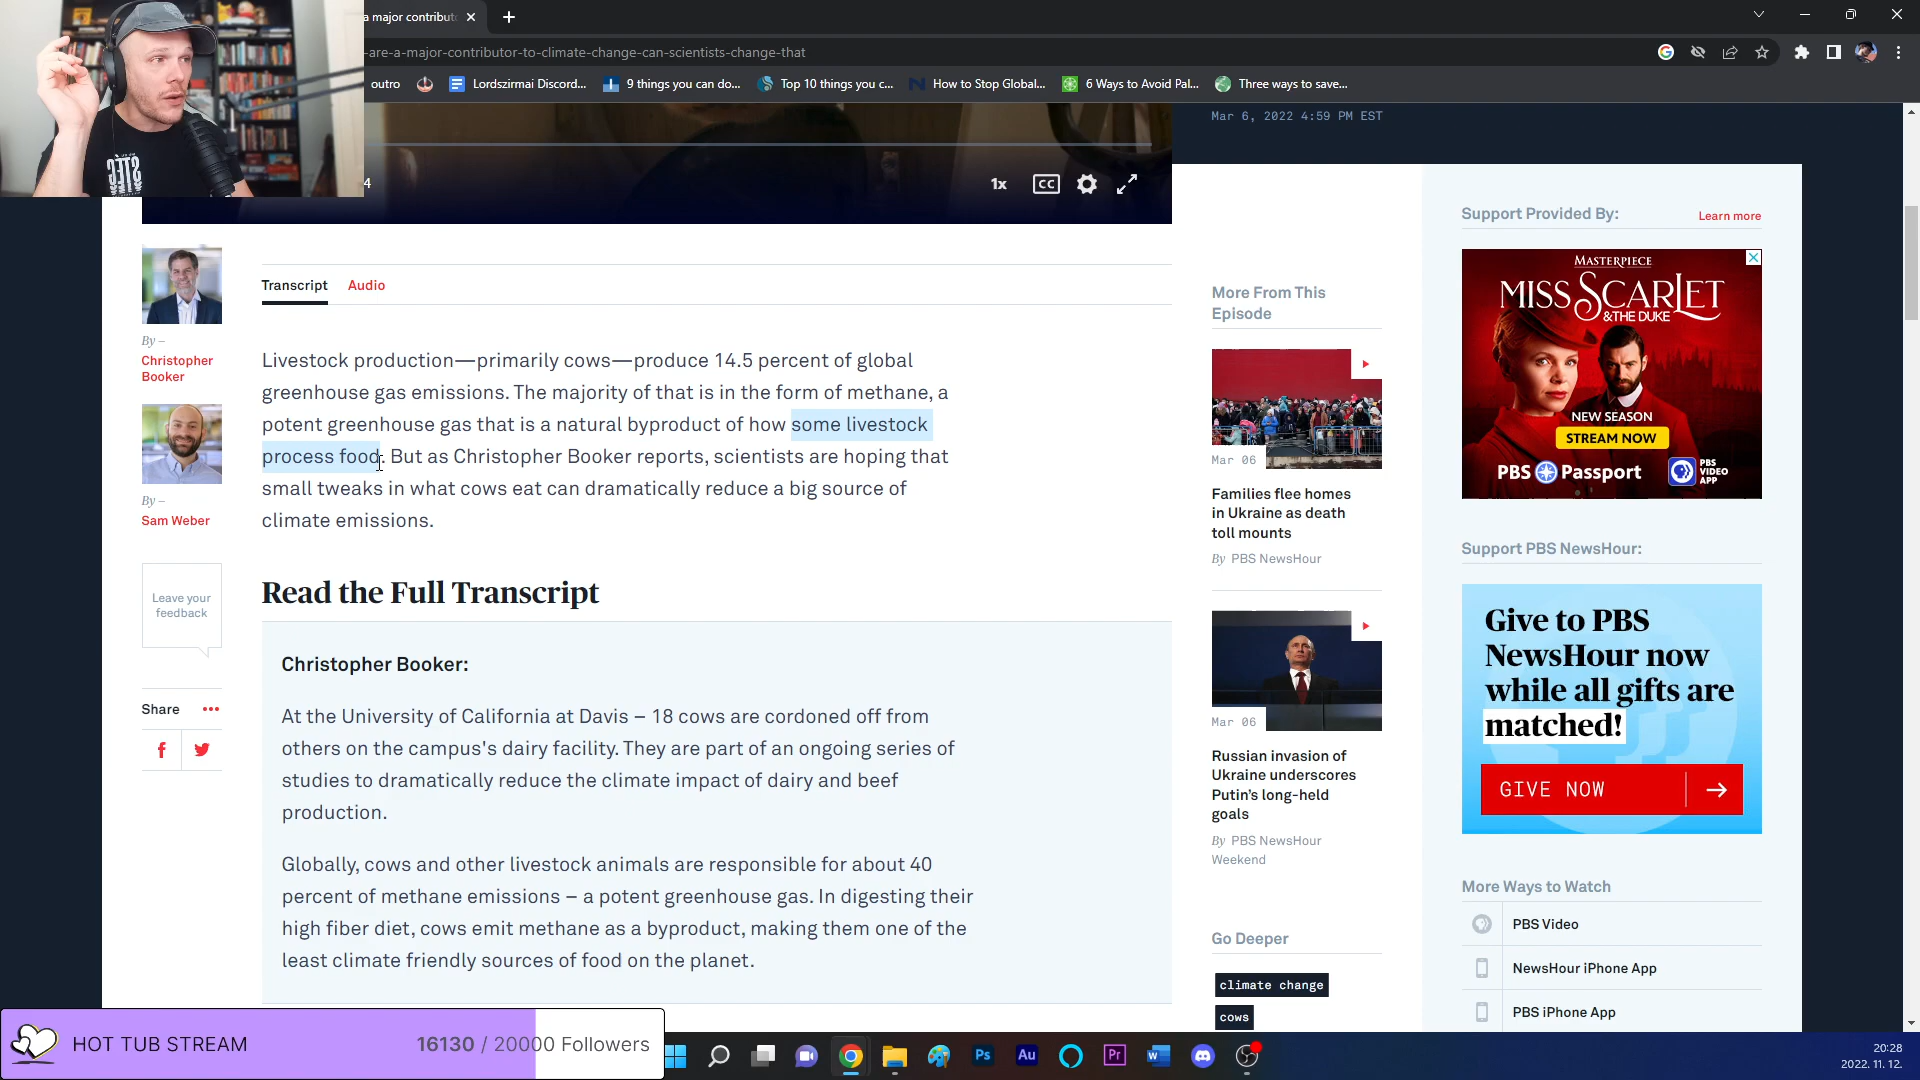 a major contribut
-are-a-major-contributor-to-climate-change-can-scientists-change-that
outro
Lordszirmai Discord...
9 things you can do...
Top 10 things you c...
How to Stop Global...
6 Ways to Avoid Pal...
Three ways to save...
Mar 6, 2022 4:59 PM EST
4
1x
CC
By –
Christopher
Booker
By –
Sam Weber
Leave your
feedback
Share
Transcript
Audio
Livestock production—primarily cows—produce 14.5 percent of global
greenhouse gas emissions. The majority of that is in the form of methane, a
potent greenhouse gas that is a natural byproduct of how some livestock
process food. But as Christopher Booker reports, scientists are hoping that
small tweaks in what cows eat can dramatically reduce a big source of
climate emissions.
Read the Full Transcript
Christopher Booker:
At the University of California at Davis – 18 cows are cordoned off from
others on the campus's dairy facility. They are part of an ongoing series of
studies to dramatically reduce the climate impact of dairy and beef
production.
Globally, cows and other livestock animals are responsible for about 40
percent of methane emissions – a potent greenhouse gas. In digesting their
high fiber diet, cows emit methane as a byproduct, making them one of the
least climate friendly sources of food on the planet.
More From This
Episode
Mar 06
Families flee homes
in Ukraine as death
toll mounts
By PBS NewsHour
Mar 06
Russian invasion of
Ukraine underscores
Putin's long-held
goals
By PBS NewsHour
Weekend
Go Deeper
climate change
cows
Support Provided By:
Learn more
MASTERPIECE
MISS SCARLET
& THE DUKE
NEW SEASON
STREAM NOW
PBS Passport
PBS
VIDEO
APP
Support PBS NewsHour:
Give to PBS
NewsHour now
while all gifts are
matched!
GIVE NOW
More Ways to Watch
PBS Video
NewsHour iPhone App
PBS iPhone App
HOT TUB STREAM
16130 / 20000 Followers
Ps
Au
Pr
20:28
2022. 11. 12.